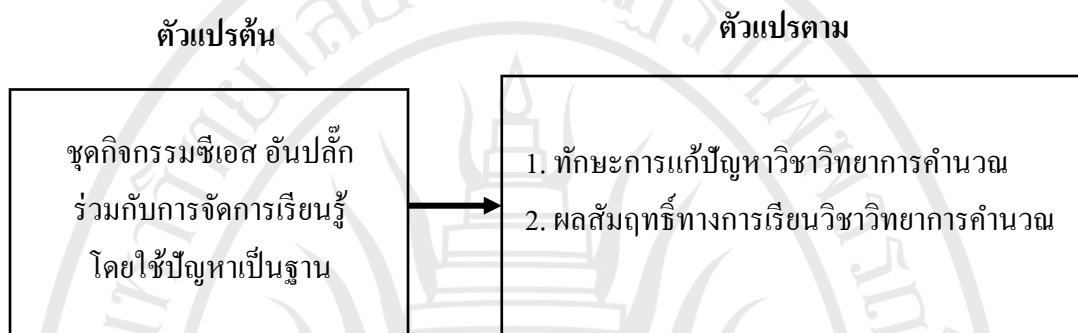 ตัวแปรต้น
ตัวแปรตาม
ชุดกิจกรรมซีเอส อันปลั๊ก
ร่วมกับการจัดการเรียนรู้
โดยใช้ปัญหาเป็นฐาน
1. ทักษะการแก้ปัญหาวิชาวิทยาการคำนวณ
2. ผลสัมฤทธิ์ทางการเรียนวิชาวิทยาการคำนวณ